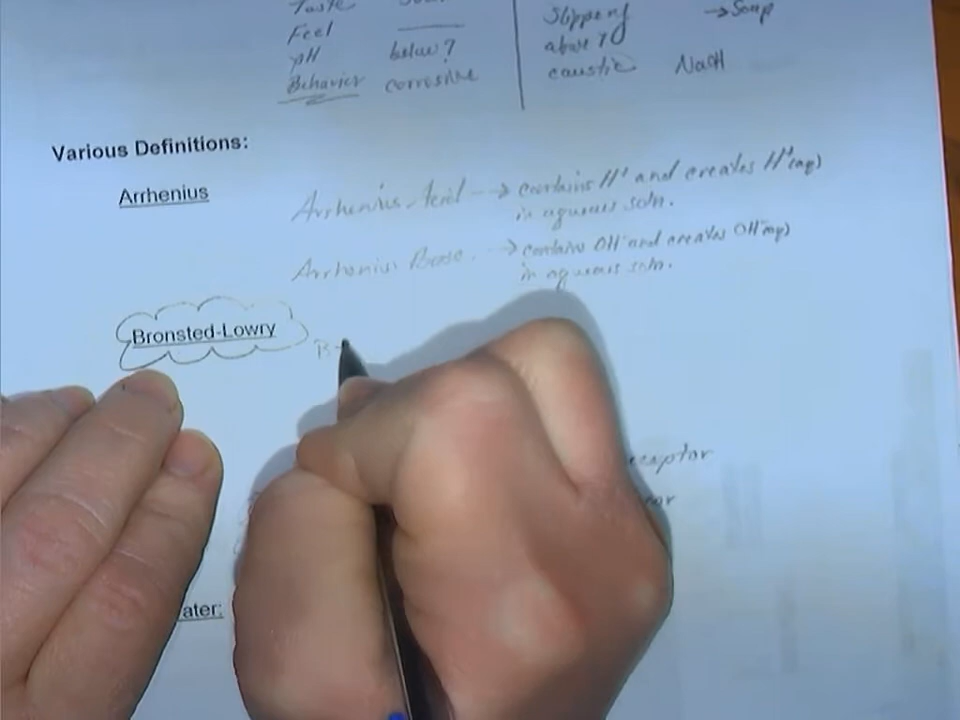 Taste
Slippery → Soap
Feel
pH below 7 above 7
Behavior corrosive caustic NaOH
Various Definitions:
Arrhenius
Arrhenius Acid → contains H⁺ and creates H⁺(aq)
in aqueous soln.
Arrhenius Base → contains OH⁻ and creates OH⁻(aq)
in aqueous soln.
Bronsted-Lowry B-
ceptor
or
ater: